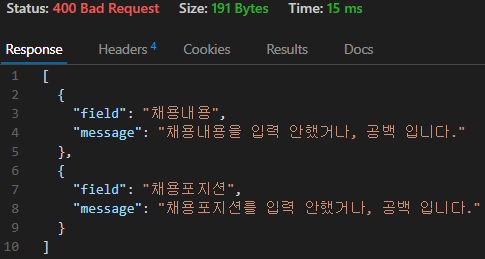 Status: 400 Bad Request Size: 191 Bytes Time: 15 ms
Response Headers 4 Cookies Results Docs
1 [
2 {
3 "field": "채용내용",
4 "message": "채용내용을 입력 안했거나, 공백 입니다."
5 },
6 {
7 "field": "채용포지션",
8 "message": "채용포지션를 입력 안했거나, 공백 입니다."
9 }
10 ]